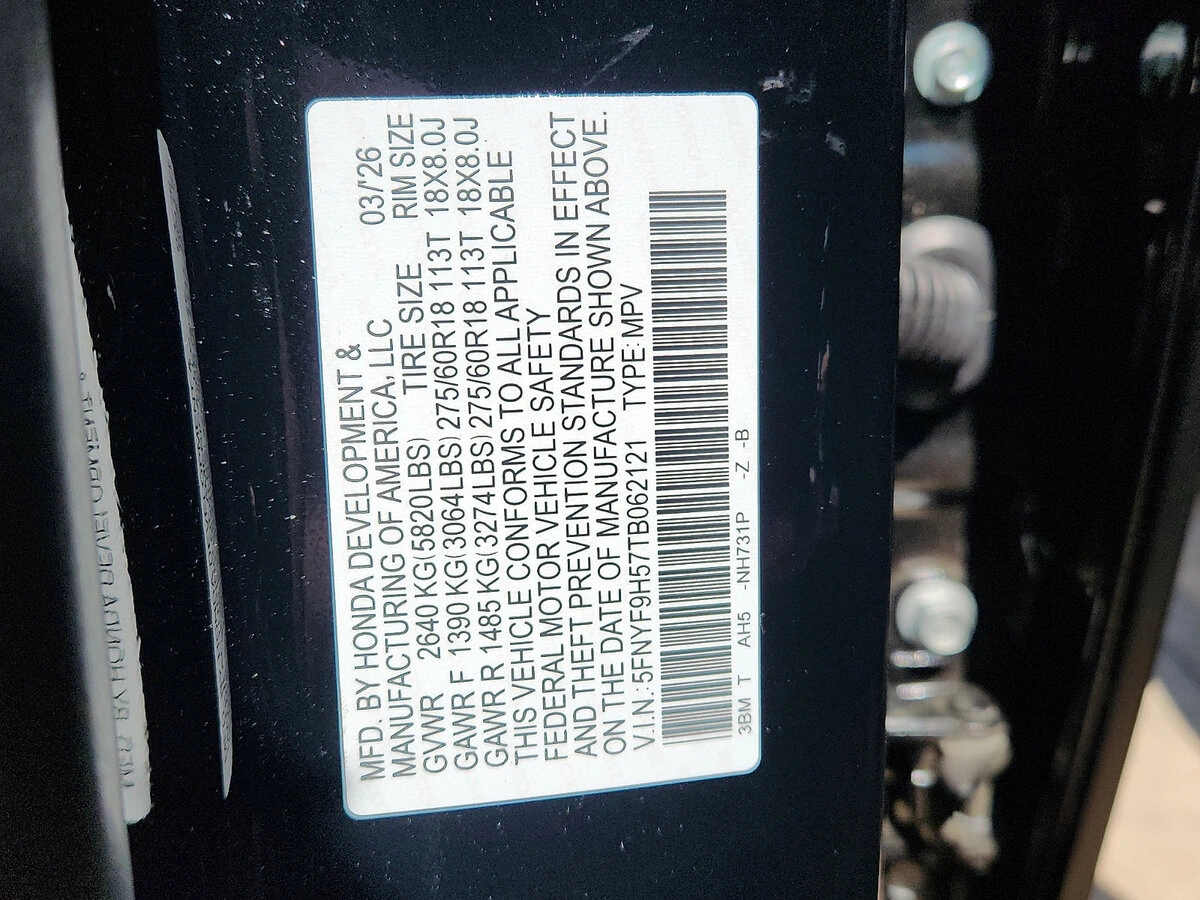 MFD. BY HONDA DEVELOPMENT &
MANUFACTURING OF AMERICA, LLC 03/'26
GVWR 2640 KG(5820LBS) TIRE SIZE RIM SIZE
GAWR F 1390 KG(3064LBS) 275/60R18 113T 18X8.0J
GAWR R 1485KG(3274LBS) 275/60R18 113T 18X8.0J
THIS VEHICLE CONFORMS TO ALL APPLICABLE
FEDERAL MOTOR VEHICLE SAFETY
AND THEFT PREVENTION STANDARDS IN EFFECT
ON THE DATE OF MANUFACTURE SHOWN ABOVE.
V.I.N.: 5FNYF9H57TB062121 TYPE: MPV
3BM T AH5 -NH731P -Z -B